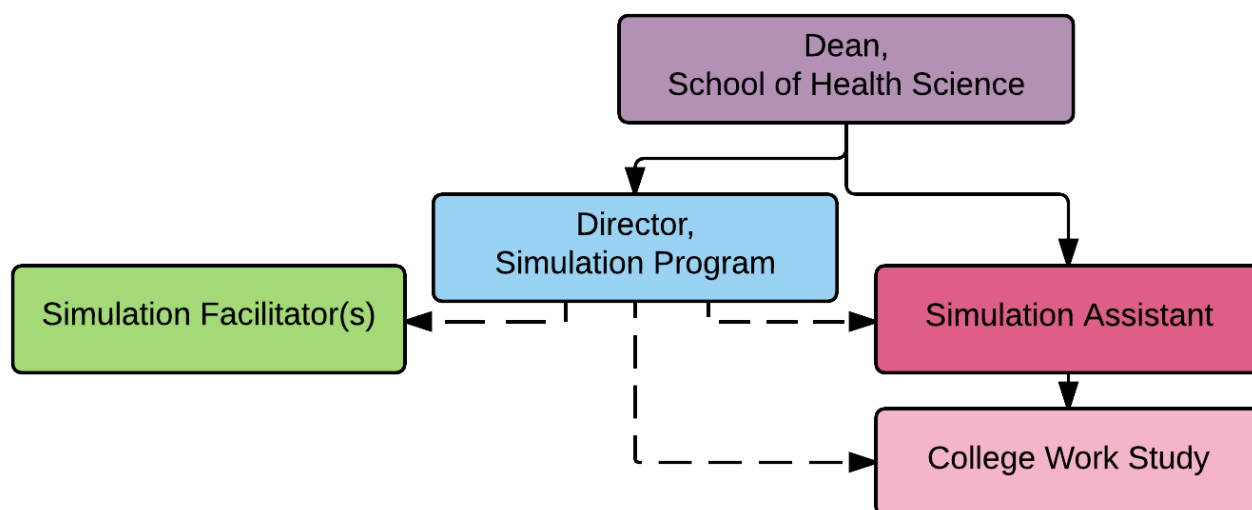 Dean,
School of Health Science
Director,
Simulation Program
Simulation Facilitator(s)
Simulation Assistant
College Work Study